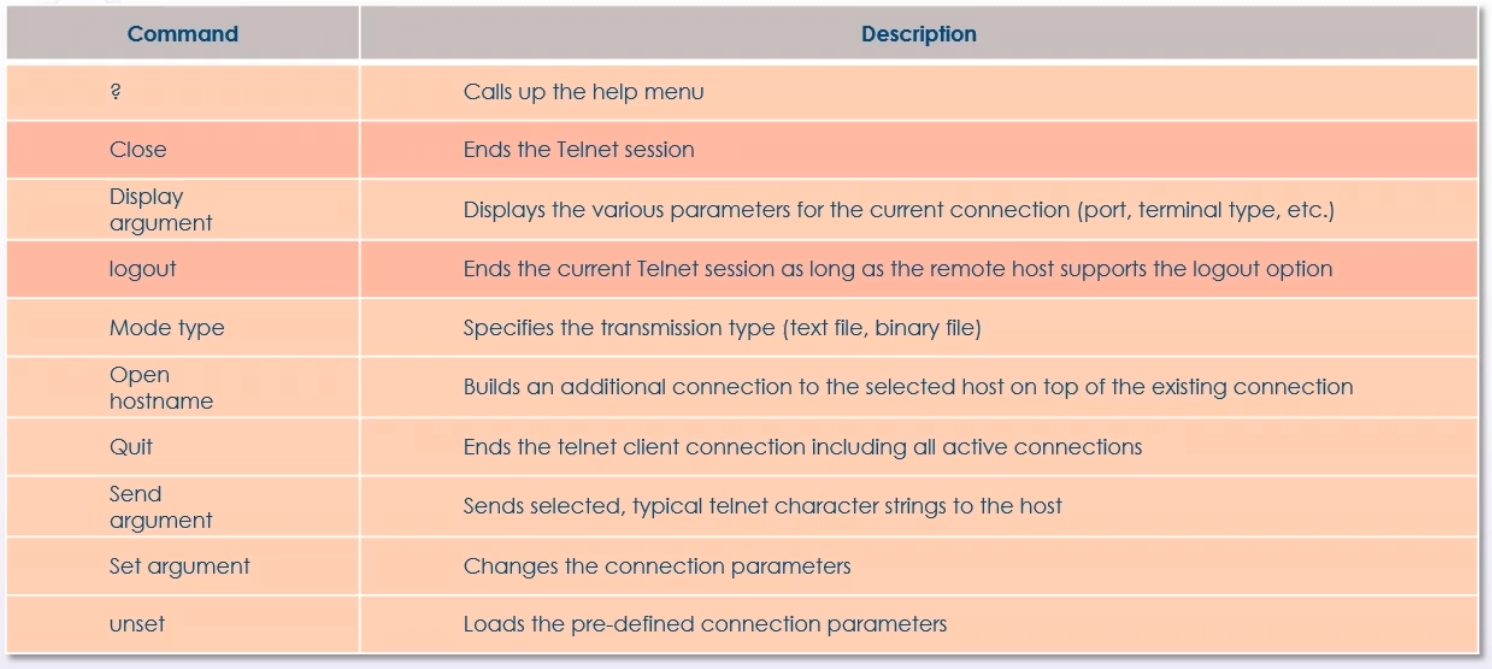 Command Description
? Calls up the help menu
Close Ends the Telnet session
Display
argument
Displays the various parameters for the current connection (port, terminal type, etc.)
logout Ends the current Telnet session as long as the remote host supports the logout option
Mode type Specifies the transmission type (text file, binary file)
Open
hostname
Builds an additional connection to the selected host on top of the existing connection
Quit Ends the telnet client connection including all active connections
Send
argument
Sends selected, typical telnet character strings to the host
Set argument Changes the connection parameters
unset Loads the pre-defined connection parameters